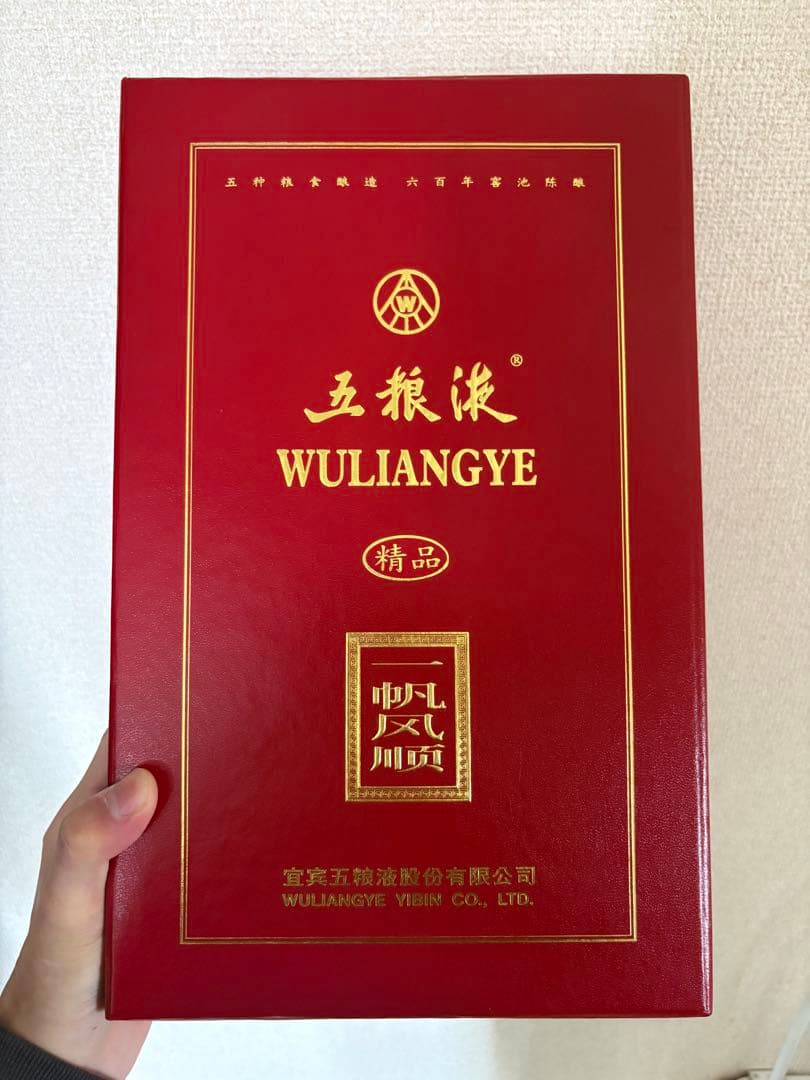 五种粮食酿造 六百年窖池陈酿
W
五粮液®
WULIANGYE
精品
一帆风顺
宜宾五粮液股份有限公司
WULIANGYE YIBIN CO., LTD.